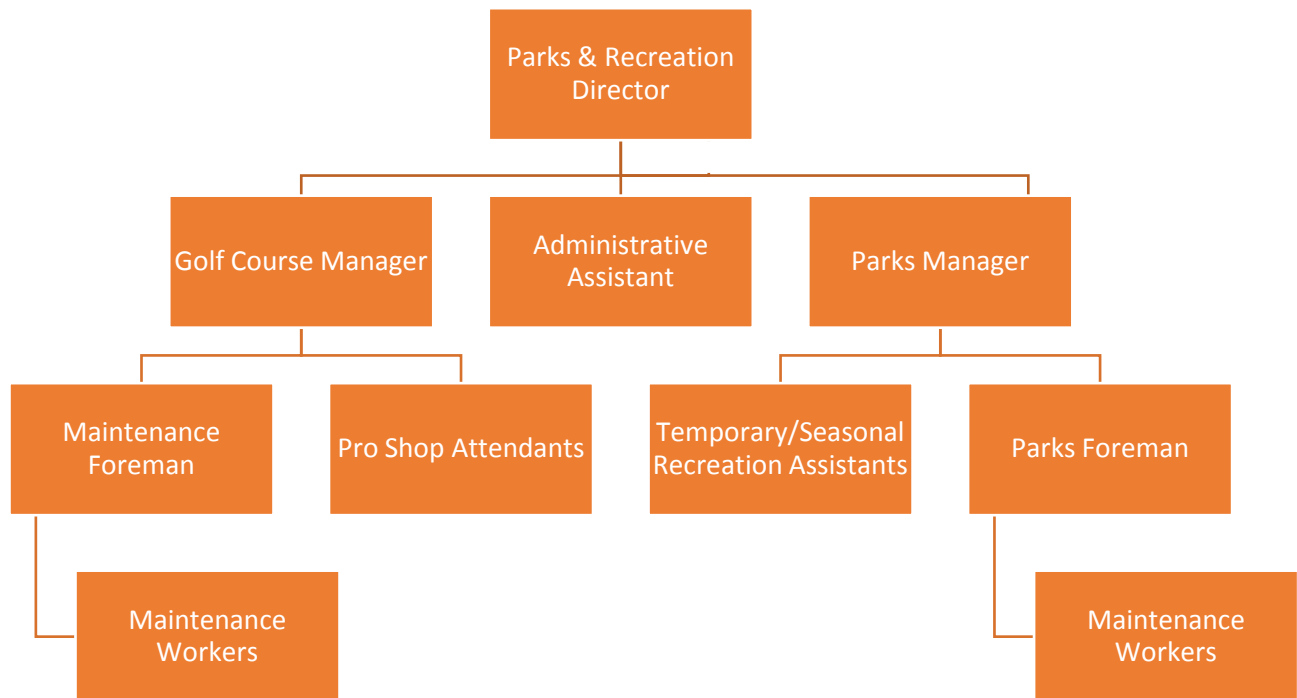 Parks & Recreation
Director
Golf Course Manager
Administrative
Assistant
Parks Manager
Maintenance
Foreman
Pro Shop Attendants
Temporary/Seasonal
Recreation Assistants
Parks Foreman
Maintenance
Workers
Maintenance
Workers